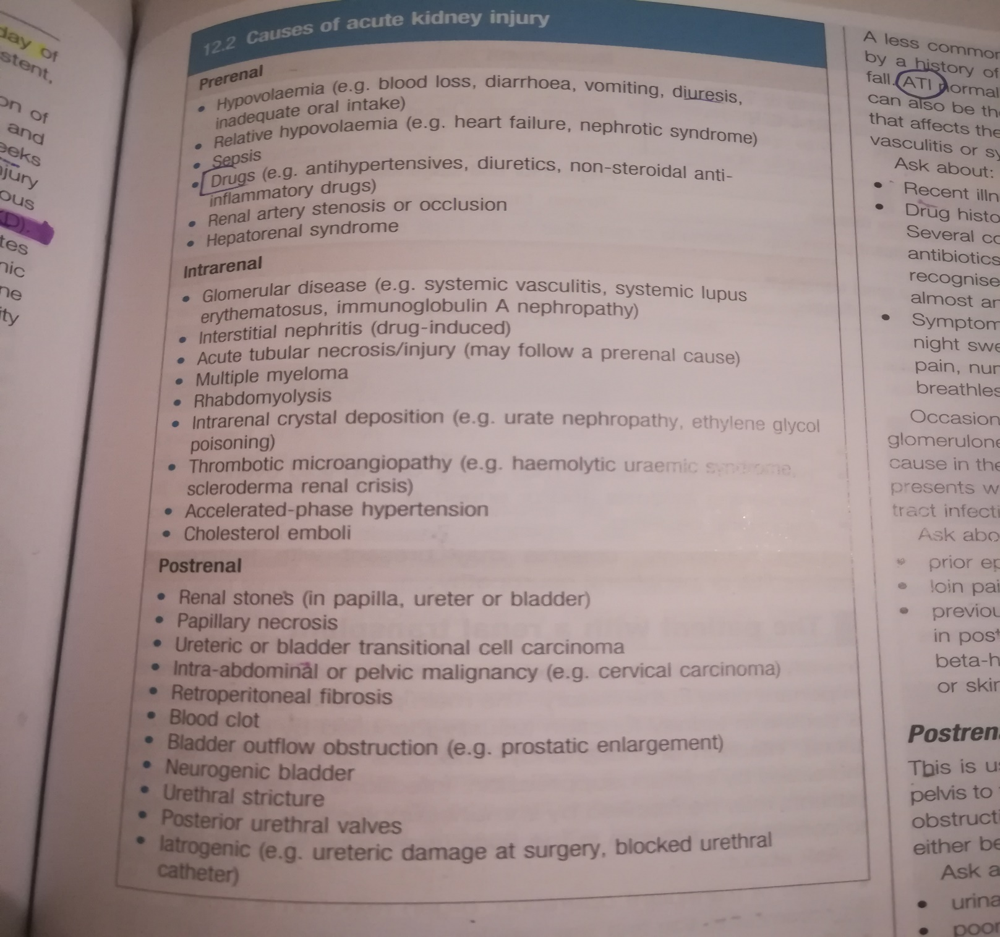 day of
stent,
on of
and
eeks
jury
ous
D).
tes
nic
ne
ity
12.2 Causes of acute kidney injury
Prerenal
• Hypovolaemia (e.g. blood loss, diarrhoea, vomiting, diuresis,
inadequate oral intake)
• Relative hypovolaemia (e.g. heart failure, nephrotic syndrome)
• Sepsis
• Drugs (e.g. antihypertensives, diuretics, non-steroidal anti-
inflammatory drugs)
• Renal artery stenosis or occlusion
• Hepatorenal syndrome
Intrarenal
• Glomerular disease (e.g. systemic vasculitis, systemic lupus
erythematosus, immunoglobulin A nephropathy)
• Interstitial nephritis (drug-induced)
• Acute tubular necrosis/injury (may follow a prerenal cause)
• Multiple myeloma
• Rhabdomyolysis
• Intrarenal crystal deposition (e.g. urate nephropathy, ethylene glycol
poisoning)
• Thrombotic microangiopathy (e.g. haemolytic uraemic syndrome,
scleroderma renal crisis)
• Accelerated-phase hypertension
• Cholesterol emboli
Postrenal
• Renal stones (in papilla, ureter or bladder)
• Papillary necrosis
• Ureteric or bladder transitional cell carcinoma
• Intra-abdominal or pelvic malignancy (e.g. cervical carcinoma)
• Retroperitoneal fibrosis
• Blood clot
• Bladder outflow obstruction (e.g. prostatic enlargement)
• Neurogenic bladder
• Urethral stricture
• Posterior urethral valves
• Iatrogenic (e.g. ureteric damage at surgery, blocked urethral
catheter)
A less common
by a history of
fall. ATI normal
can also be the
that affects the
vasculitis or sy
Ask about:
• Recent illn
• Drug histo
Several co
antibiotics
recognise
almost an
• Symptom
night swe
pain, nu
breathles
Occasion
glomerulone
cause in the
presents w
tract infecti
Ask abo
• prior ep
• loin pai
• previou
in post
beta-h
or skin
Postren
This is us
pelvis to
obstructi
either be
Ask a
• urina
• poor